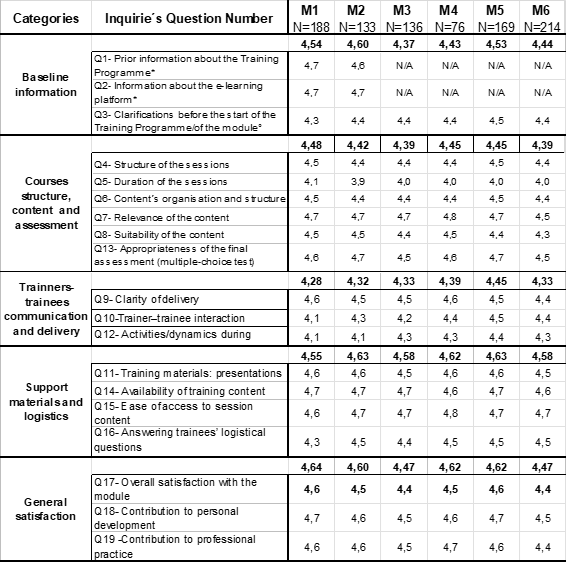 Categories Inquirie´s Question Number M1 M2 M3 M4 M5 M6
N=188 N=133 N=136 N=76 N=169 N=214
Baseline information 4,54 4,60 4,37 4,43 4,53 4,44
Q1- Prior information about the Training
Programme* 4,7 4,6 N/A N/A N/A N/A
Q2- Information about the e-learning
platform* 4,7 4,7 N/A N/A N/A N/A
Q3- Clarifications before the start of the
Training Programme/of the module° 4,3 4,4 4,4 4,4 4,5 4,4
Courses structure, content and assessment 4,48 4,42 4,39 4,45 4,45 4,39
Q4- Structure of the sessions 4,5 4,4 4,4 4,4 4,5 4,4
Q5- Duration of the sessions 4,1 3,9 4,0 4,0 4,0 4,0
Q6- Content´s organisation and structure 4,5 4,4 4,4 4,4 4,5 4,4
Q7- Relevance of the content 4,7 4,7 4,7 4,8 4,7 4,5
Q8- Suitability of the content 4,5 4,5 4,4 4,5 4,4 4,3
Q13- Appropriateness of the final
assessment (multiple-choice test) 4,6 4,7 4,5 4,6 4,7 4,5
Trainners-trainees communication and delivery 4,28 4,32 4,33 4,39 4,45 4,33
Q9- Clarity of delivery 4,6 4,5 4,5 4,6 4,5 4,4
Q10-Trainer–trainee interaction 4,1 4,3 4,2 4,4 4,5 4,4
Q12- Activities/dynamics during 4,1 4,1 4,3 4,3 4,4 4,3
Support materials and logistics 4,55 4,63 4,58 4,62 4,63 4,58
Q11- Training materials: presentations 4,6 4,6 4,5 4,6 4,6 4,5
Q14- Availability of training content 4,7 4,7 4,7 4,6 4,7 4,6
Q15- Ease of access to session
content 4,6 4,7 4,7 4,8 4,7 4,7
Q16- Answering trainees’ logistical
questions 4,3 4,5 4,4 4,5 4,5 4,5
General satisfaction 4,64 4,60 4,47 4,62 4,62 4,47
Q17- Overall satisfaction with the
module 4,6 4,5 4,4 4,5 4,6 4,4
Q18- Contribution to personal
development 4,7 4,6 4,5 4,6 4,7 4,5
Q19 -Contribution to professional
practice 4,6 4,6 4,5 4,7 4,6 4,4